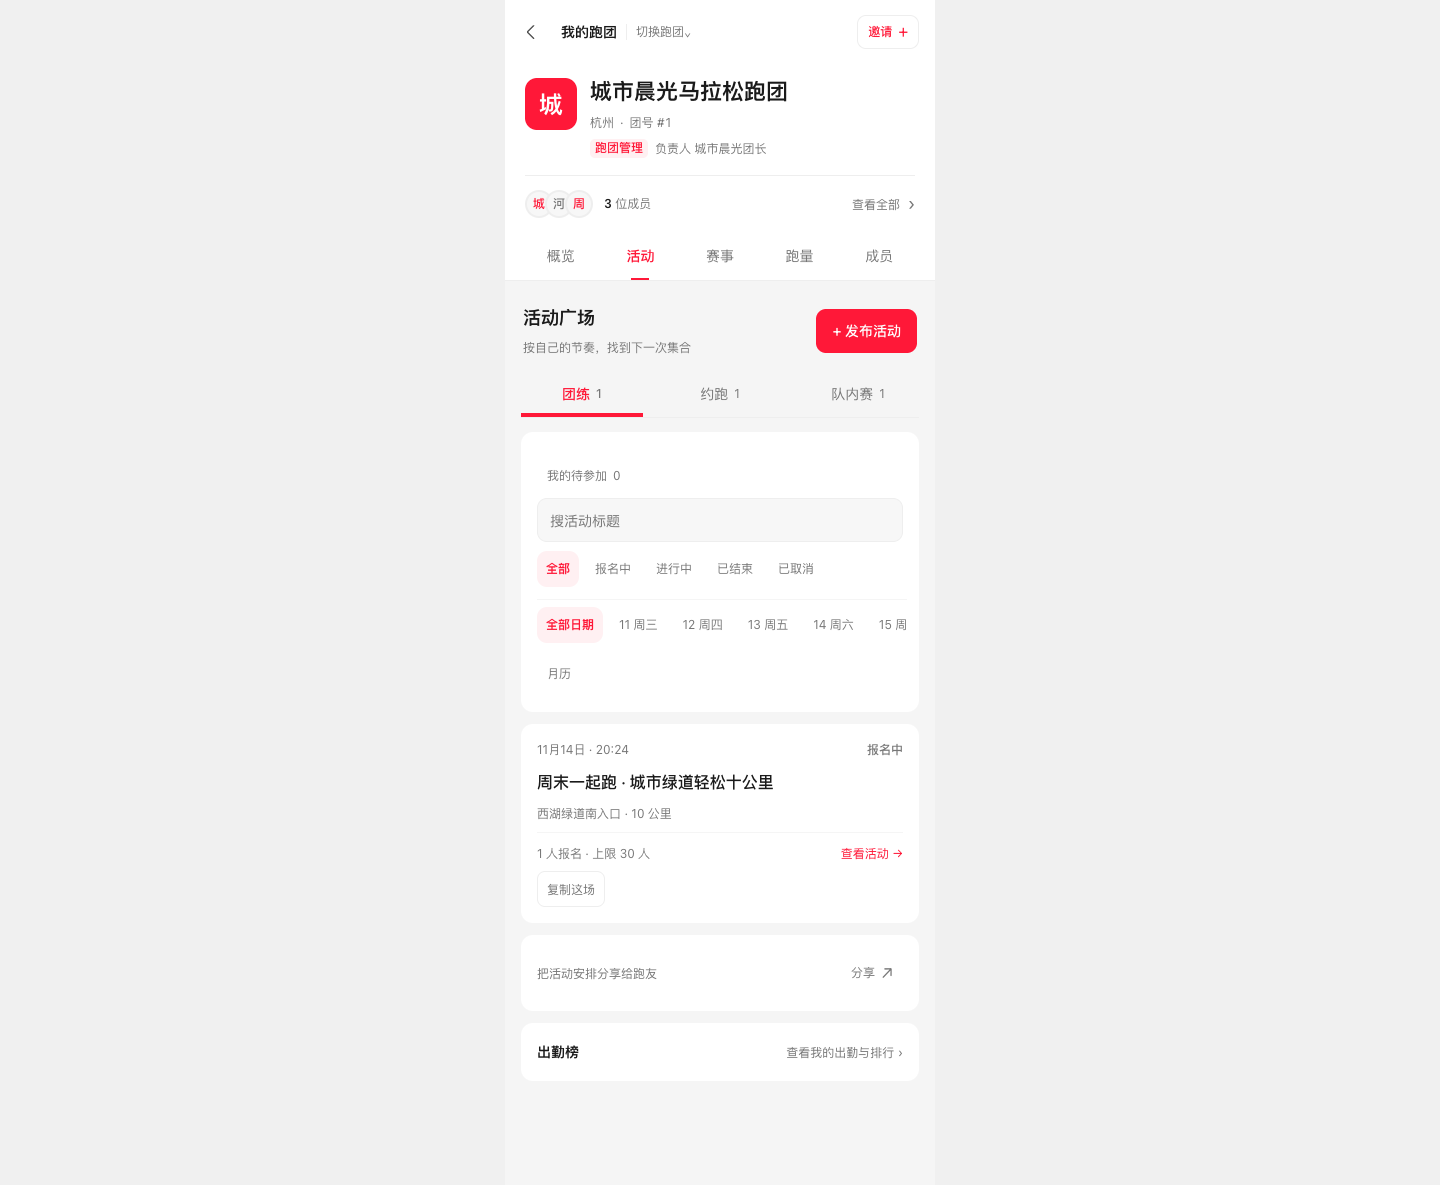 我的跑团 切换跑团 邀请 +
城 城市晨光马拉松跑团
杭州 · 团号 #1
跑团管理 负责人 城市晨光团长
城 河 周 3 位成员 查看全部 ›
概览 活动 赛事 跑量 成员
活动广场
按自己的节奏，找到下一次集合
+ 发布活动
团练 1 约跑 1 队内赛 1
我的待参加 0
搜活动标题
全部 报名中 进行中 已结束 已取消
全部日期 11 周三 12 周四 13 周五 14 周六 15 周
月历
11月14日 · 20:24 报名中
周末一起跑 · 城市绿道轻松十公里
西湖绿道南入口 · 10 公里
1 人报名 · 上限 30 人 查看活动 →
复制这场
把活动安排分享给跑友 分享 ↗
出勤榜 查看我的出勤与排行 ›